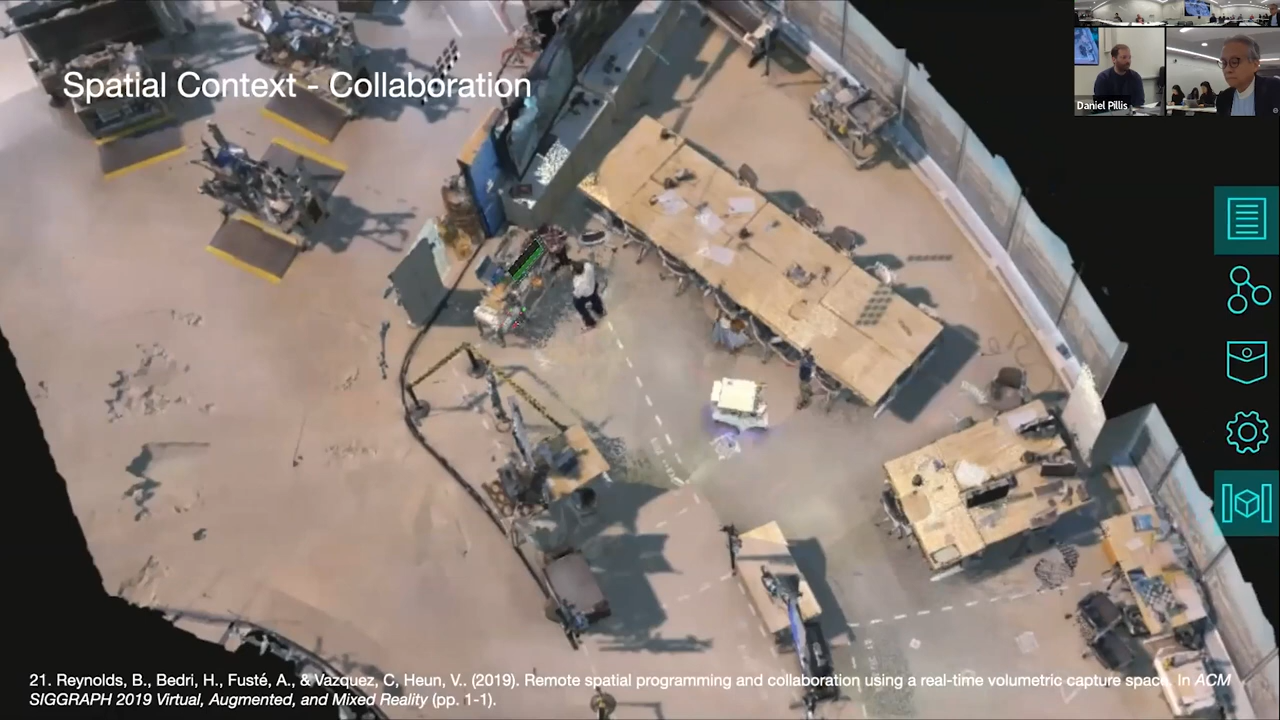 Spatial Context - Collaboration
Daniel Pillis
21. Reynolds, B., Bedri, H., Fusté, A., & Vazquez, C, Heun, V.. (2019). Remote spatial programming and collaboration using a real-time volumetric capture space. In ACM
SIGGRAPH 2019 Virtual, Augmented, and Mixed Reality (pp. 1-1).